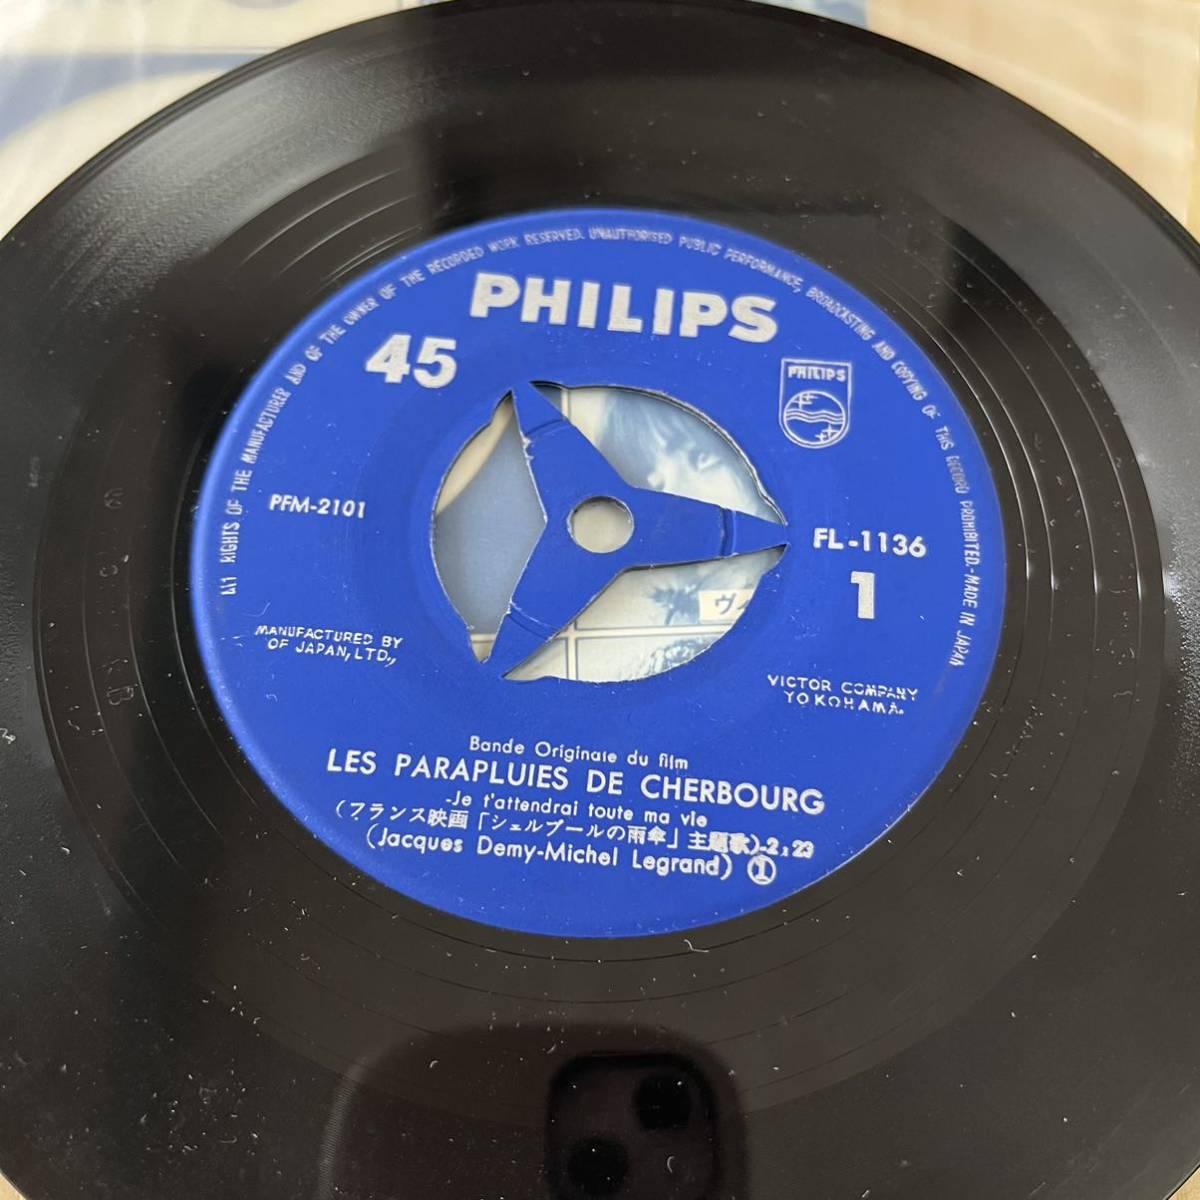 ALL RIGHTS OF THE MANUFACTURER AND OF THE OWNER OF THE RECORDED WORK RESERVED. UNAUTHORISED PUBLIC PERFORMANCE, BROADCASTING AND COPYING OF THIS RECORD PROHIBITED-MADE IN JAPAN
PHILIPS
45
PHILIPS
PFM-2101
FL-1136
1
ヴィ
MANUFACTURED BY
OF JAPAN, LTD.,
VICTOR COMPANY
YOKOHAMA.
Bande Originale du film
LES PARAPLUIES DE CHERBOURG
-Je t'attendrai toute ma vie
(フランス映画「シェルブールの雨傘」主題歌)-2:23
(Jacques Demy-Michel Legrand) ①